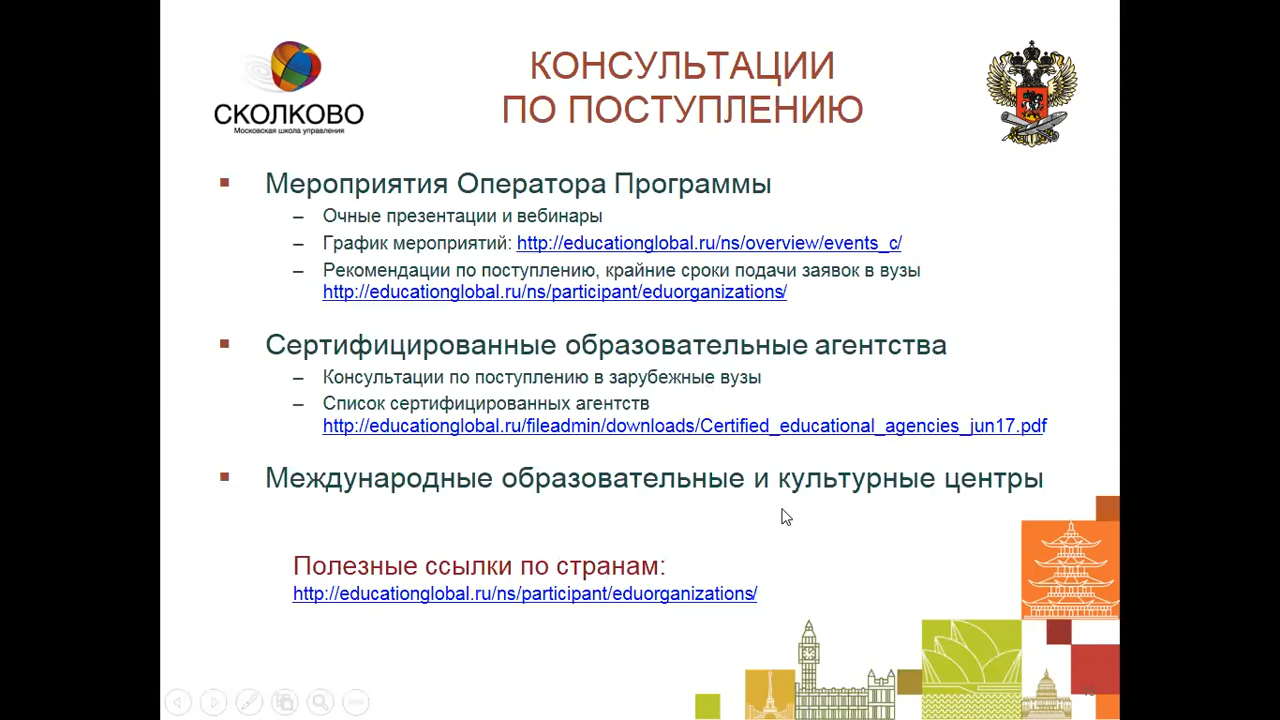 СКОЛКОВО
Московская школа управления
КОНСУЛЬТАЦИИ
ПО ПОСТУПЛЕНИЮ
Мероприятия Оператора Программы
– Очные презентации и вебинары
– График мероприятий: http://educationglobal.ru/ns/overview/events_c/
– Рекомендации по поступлению, крайние сроки подачи заявок в вузы
http://educationglobal.ru/ns/participant/eduorganizations/
Сертифицированные образовательные агентства
– Консультации по поступлению в зарубежные вузы
– Список сертифицированных агентств
http://educationglobal.ru/fileadmin/downloads/Certified_educational_agencies_jun17.pdf
Международные образовательные и культурные центры
Полезные ссылки по странам:
http://educationglobal.ru/ns/participant/eduorganizations/